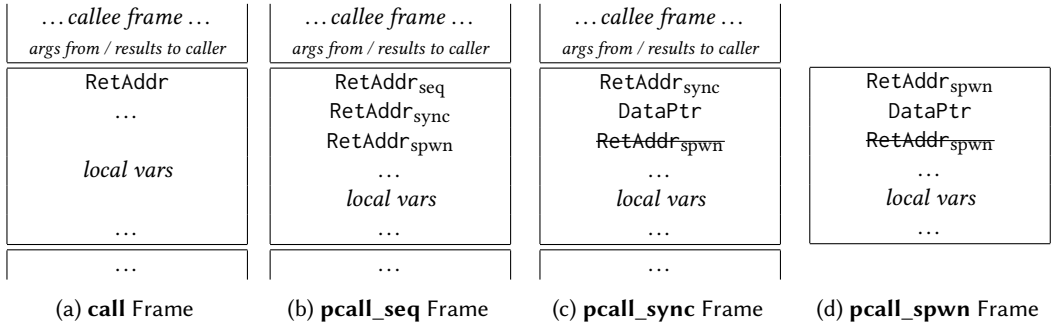 ... callee frame ...
args from / results to caller
RetAddr
...
local vars
...
...
(a) call Frame
... callee frame ...
args from / results to caller
RetAddrseq
RetAddrsync
RetAddrspwn
...
local vars
...
...
(b) pcall_seq Frame
... callee frame ...
args from / results to caller
RetAddrsync
DataPtr
RetAddrspwn
...
local vars
...
...
(c) pcall_sync Frame
RetAddrspwn
DataPtr
RetAddrspwn
...
local vars
...
(d) pcall_spwn Frame